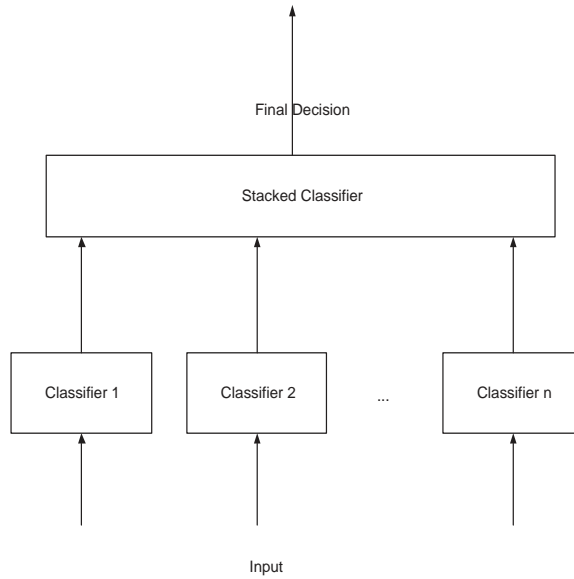 Final Decision
Stacked Classifier
Classifier 1
Classifier 2
...
Classifier n
Input